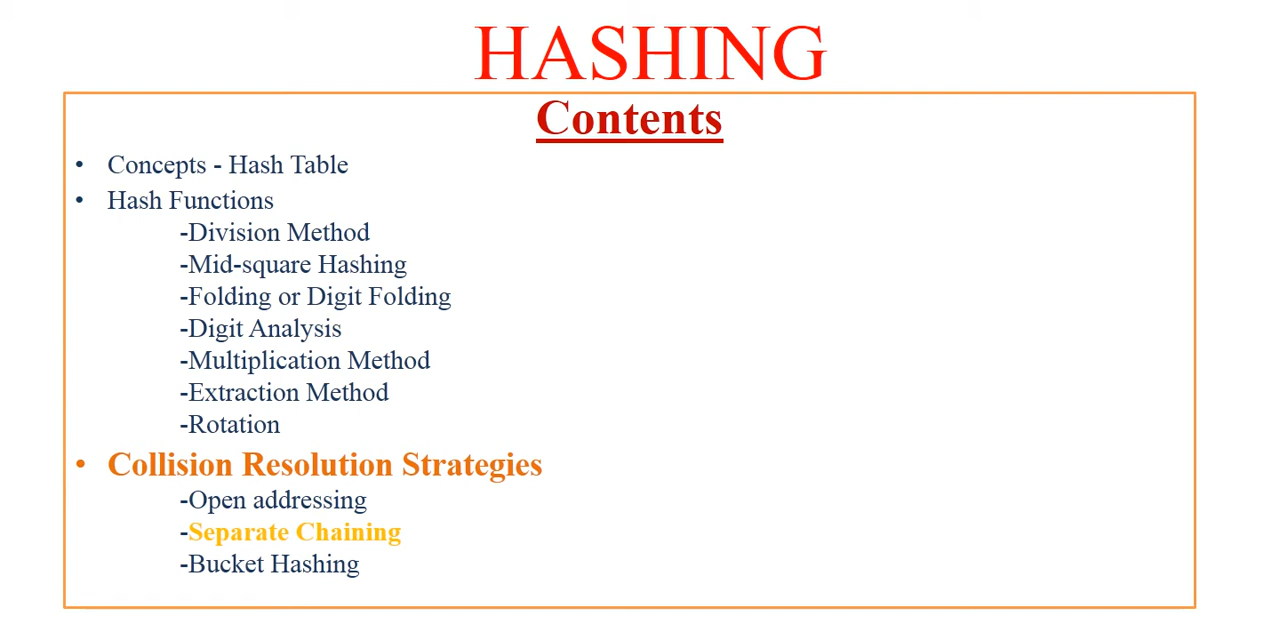 HASHING
Contents
• Concepts - Hash Table
• Hash Functions
-Division Method
-Mid-square Hashing
-Folding or Digit Folding
-Digit Analysis
-Multiplication Method
-Extraction Method
-Rotation
• Collision Resolution Strategies
-Open addressing
-Separate Chaining
-Bucket Hashing